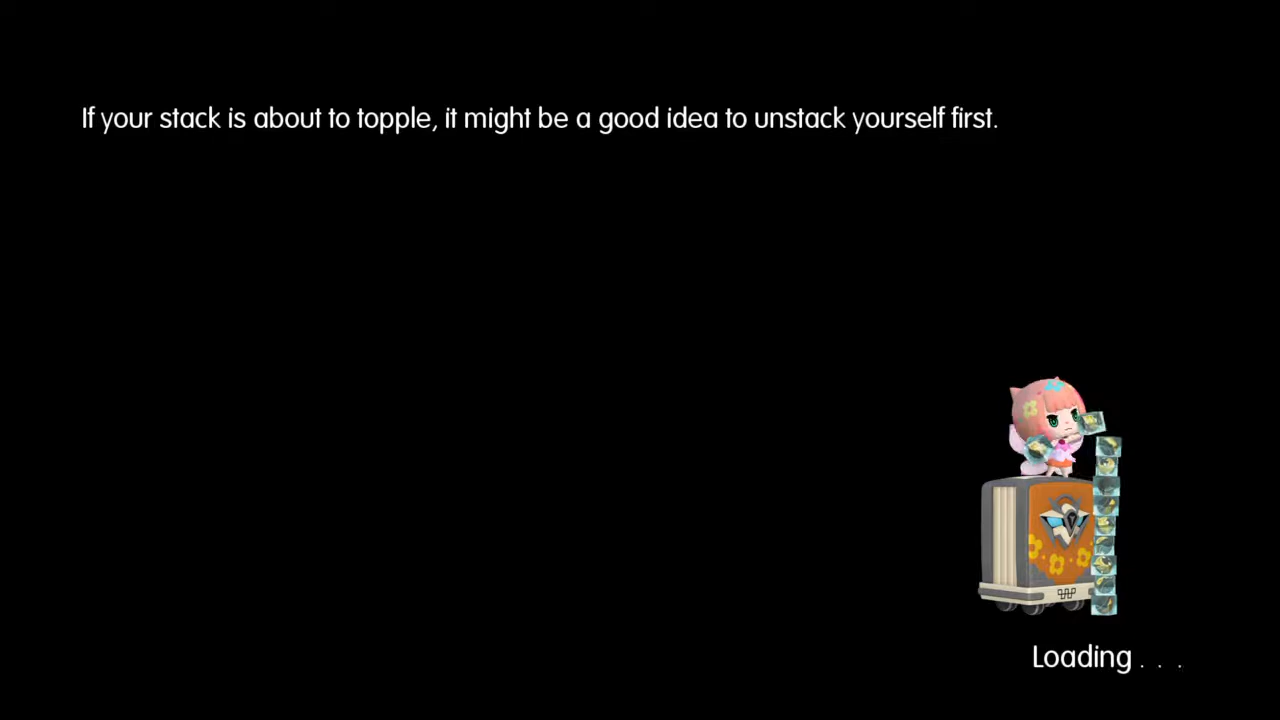 If your stack is about to topple, it might be a good idea to unstack yourself first.
Loading . . .